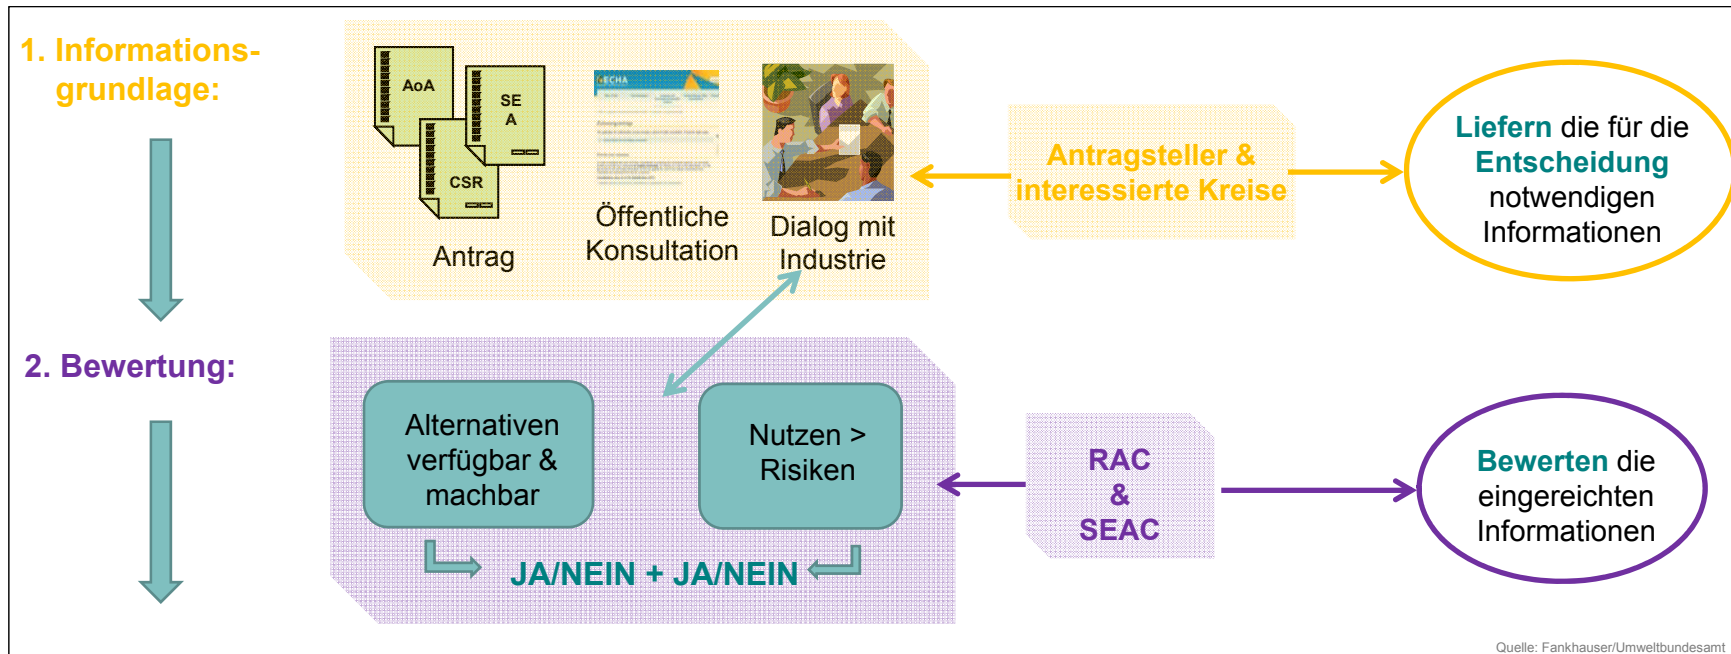 1. Informations-
grundlage:
AoA
SE
A
CSR
Antrag
ECHA
Öffentliche
Konsultation
Dialog mit
Industrie
Antragsteller &
interessierte Kreise
Liefern die für die
Entscheidung
notwendigen
Informationen
2. Bewertung:
Alternativen
verfügbar &
machbar
Nutzen >
Risiken
JA/NEIN + JA/NEIN
RAC
&
SEAC
Bewerten die
eingereichten
Informationen
Quelle: Fankhauser/Umweltbundesamt